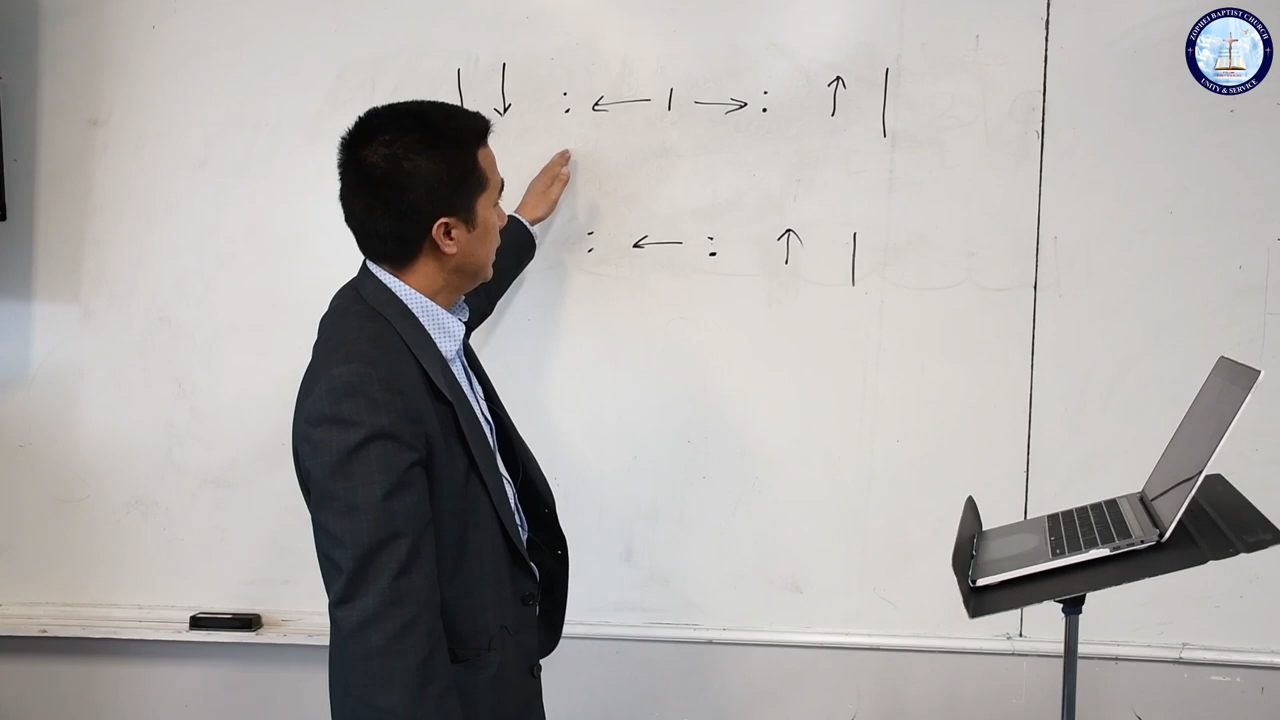 | ↓ : ← | → : ↑ |
: ← : ↑ |
ZOPHEI BAPTIST CHURCH
UNITY & SERVICE